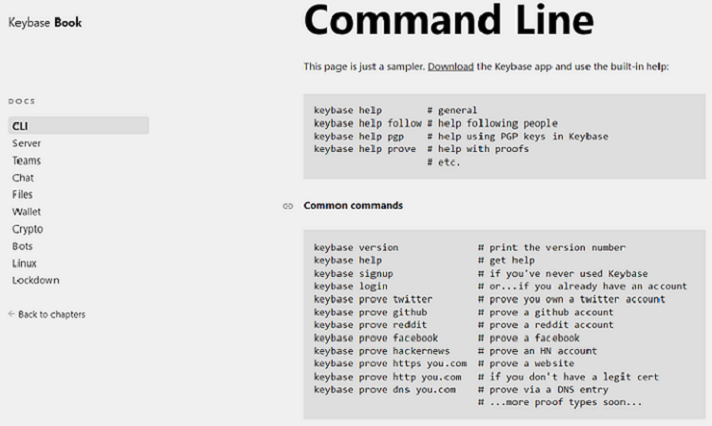 Keybase Book
DOCS
CLI
Server
Teams
Chat
Files
Wallet
Crypto
Bots
Linux
Lockdown
← Back to chapters
Command Line
This page is just a sampler. Download the Keybase app and use the built-in help:
keybase help # general
keybase help follow # help following people
keybase help pgp # help using PGP keys in Keybase
keybase help prove # help with proofs
# etc.
Common commands
keybase version # print the version number
keybase help # get help
keybase signup # if you've never used Keybase
keybase login # or...if you already have an account
keybase prove twitter # prove you own a twitter account
keybase prove github # prove a github account
keybase prove reddit # prove a reddit account
keybase prove facebook # prove a facebook
keybase prove hackernews # prove an HN account
keybase prove https you.com # prove a website
keybase prove http you.com # if you don't have a legit cert
keybase prove dns you.com # prove via a DNS entry
# ...more proof types soon...